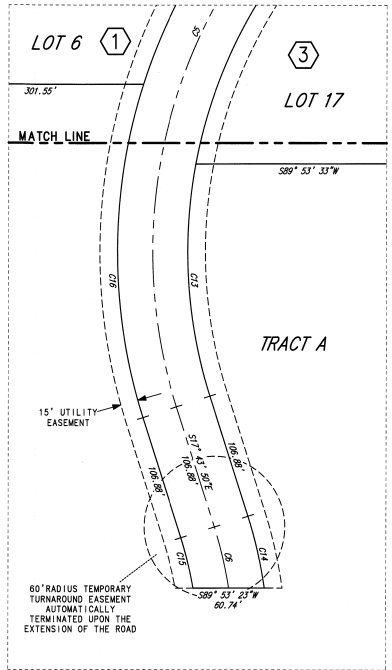 LOT 6
1
C5
3
301.55'
LOT 17
MATCH LINE
S89° 53' 33"W
C16
C13
TRACT A
15' UTILITY
EASEMENT
S17° 43' 50"E
106.88'
106.88'
106.88'
C15
C6
C14
S89° 53' 23"W
60.74'
60'RADIUS TEMPORARY
TURNAROUND EASEMENT
AUTOMATICALLY
TERMINATED UPON THE
EXTENSION OF THE ROAD